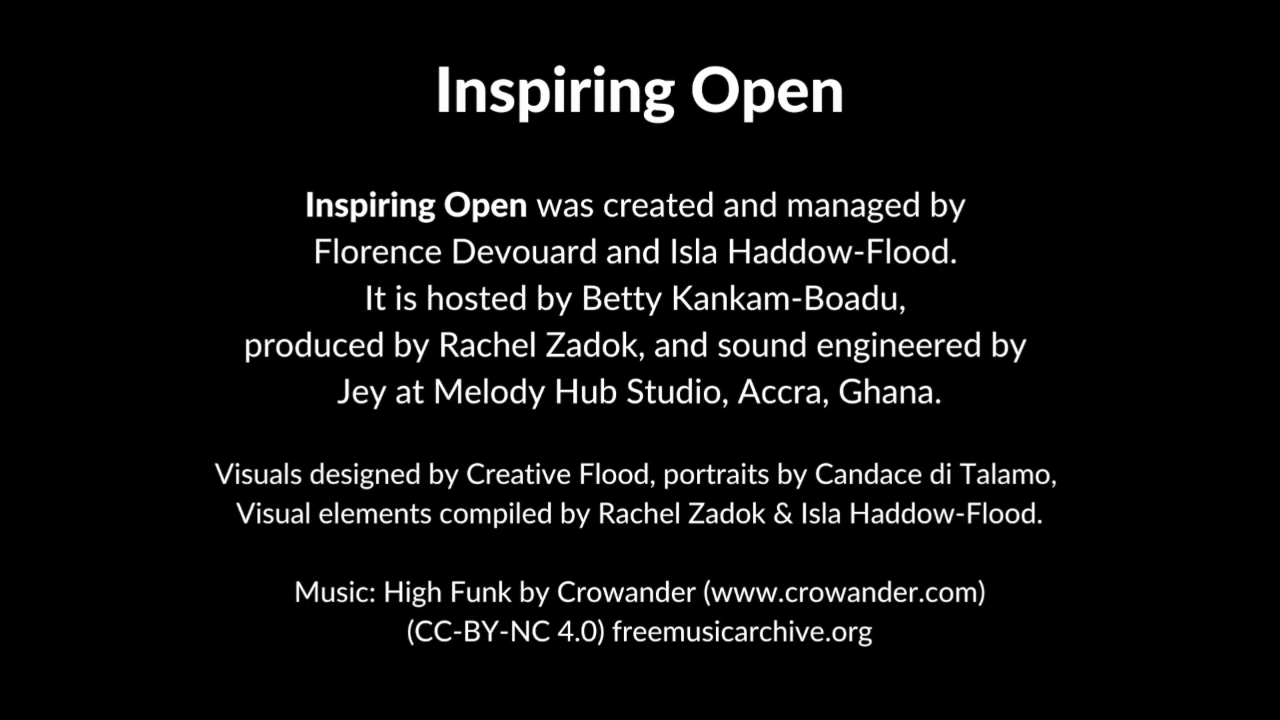 Inspiring Open
Inspiring Open was created and managed by
Florence Devouard and Isla Haddow-Flood.
It is hosted by Betty Kankam-Boadu,
produced by Rachel Zadok, and sound engineered by
Jey at Melody Hub Studio, Accra, Ghana.
Visuals designed by Creative Flood, portraits by Candace di Talamo,
Visual elements compiled by Rachel Zadok & Isla Haddow-Flood.
Music: High Funk by Crowander (www.crowander.com)
(CC-BY-NC 4.0) freemusicarchive.org